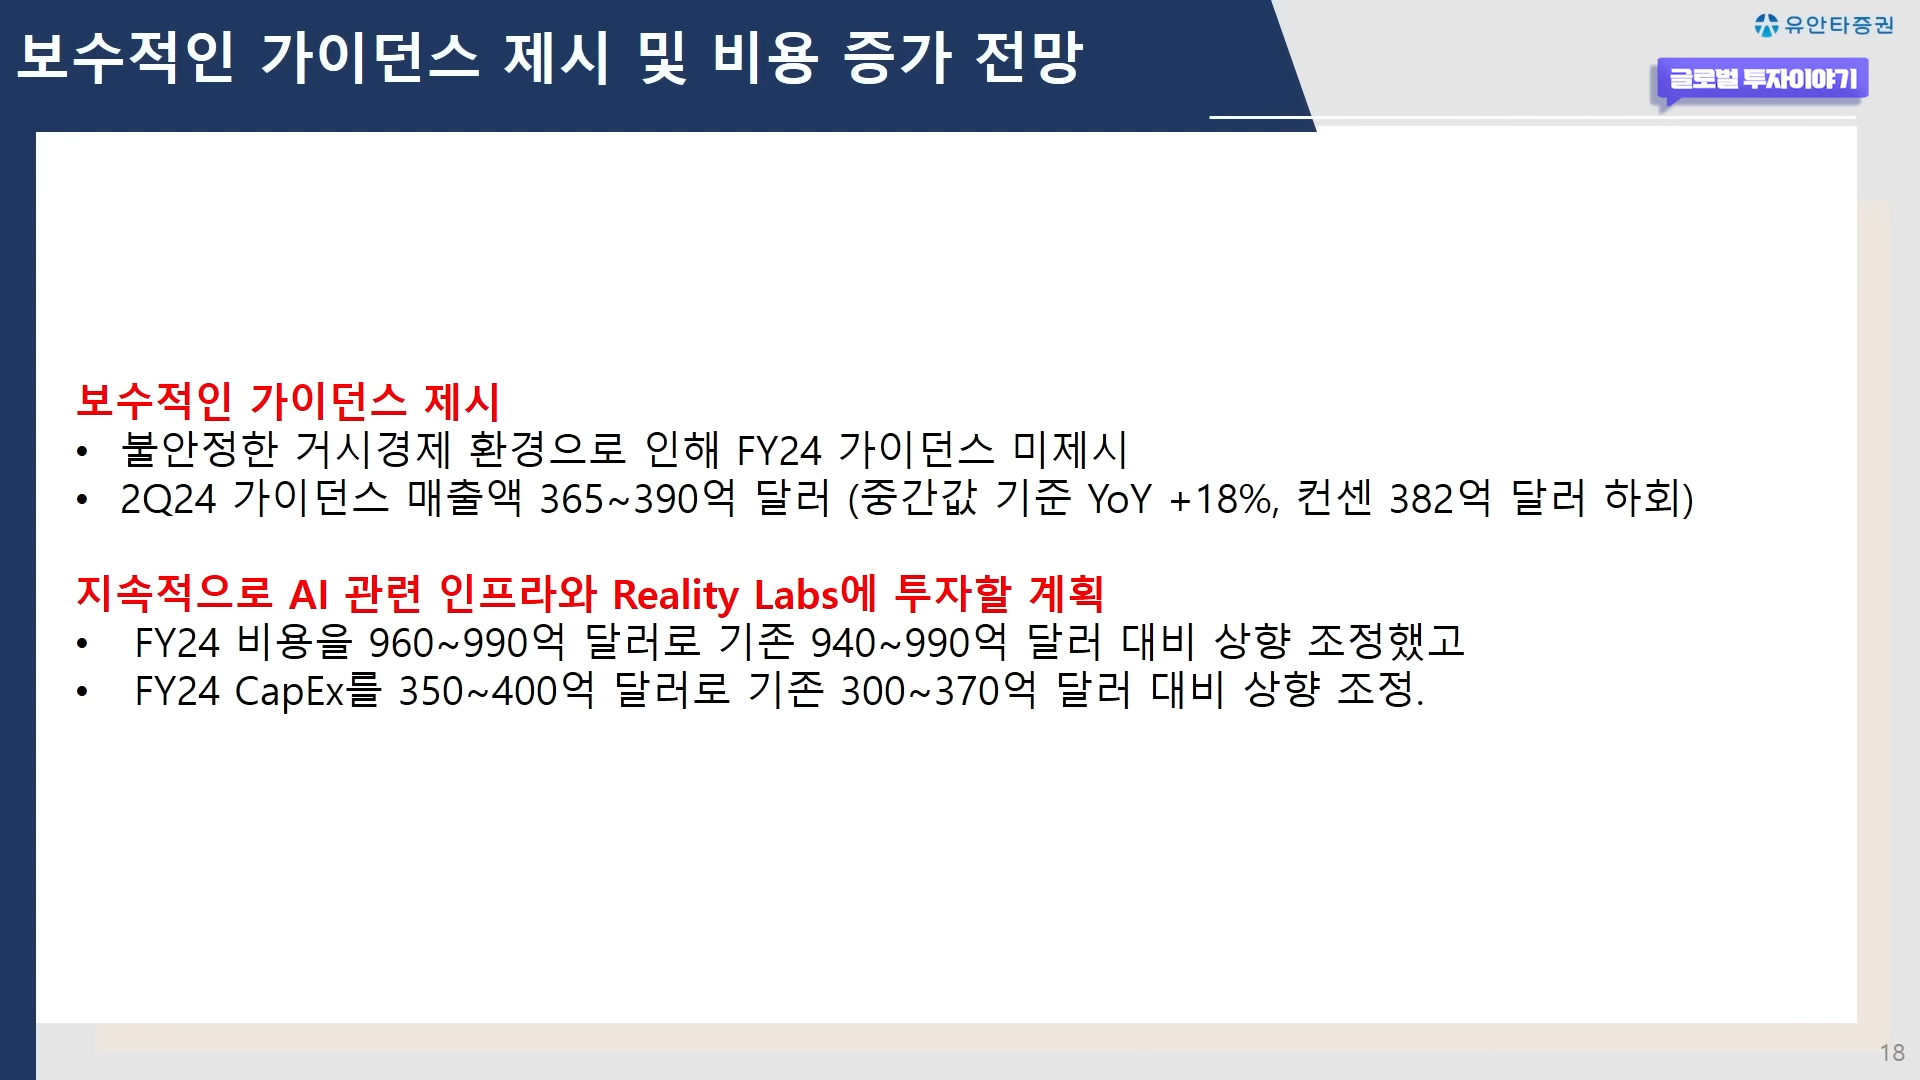 보수적인 가이던스 제시 및 비용 증가 전망
유안타증권
글로벌 투자이야기
보수적인 가이던스 제시
• 불안정한 거시경제 환경으로 인해 FY24 가이던스 미제시
• 2Q24 가이던스 매출액 365~390억 달러 (중간값 기준 YoY +18%, 컨센 382억 달러 하회)
지속적으로 AI 관련 인프라와 Reality Labs에 투자할 계획
• FY24 비용을 960~990억 달러로 기존 940~990억 달러 대비 상향 조정했고
• FY24 CapEx를 350~400억 달러로 기존 300~370억 달러 대비 상향 조정.
18